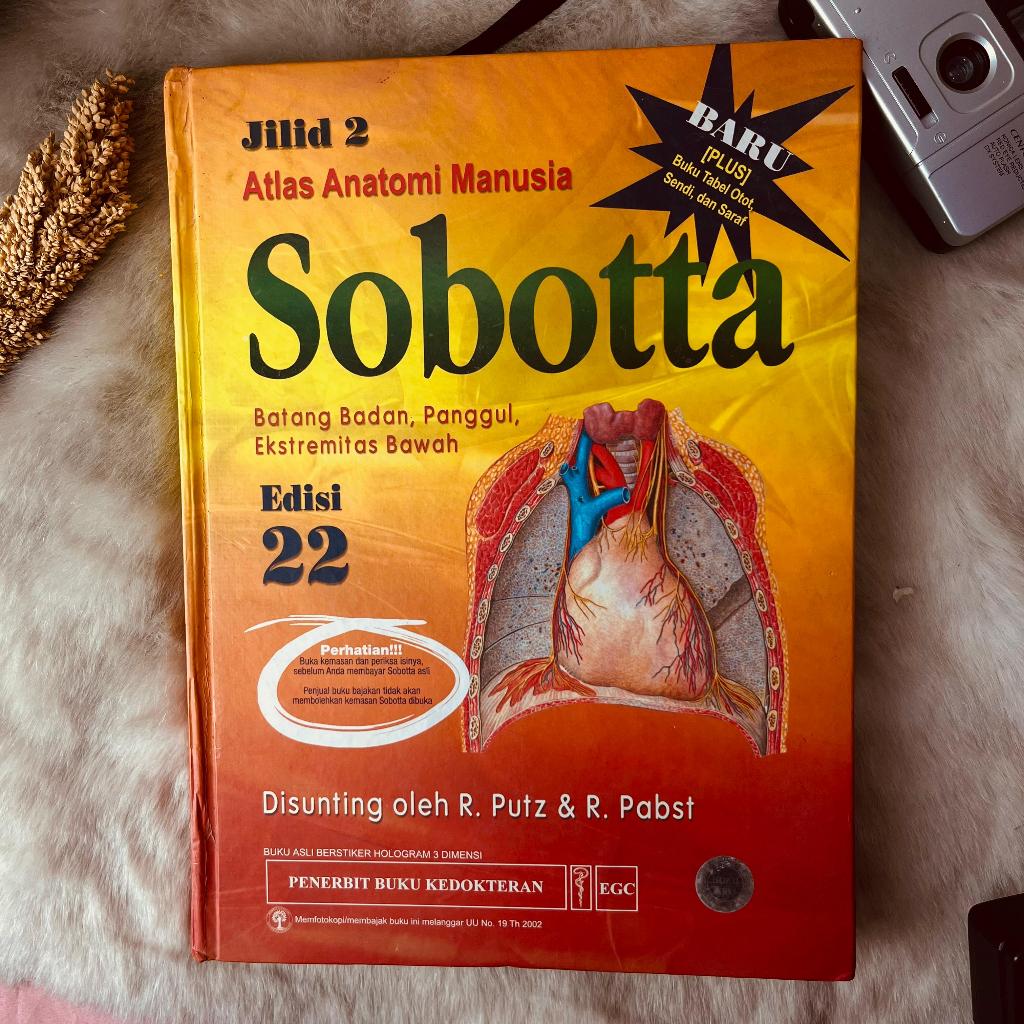 Jilid 2
Atlas Anatomi Manusia
BARU
[PLUS]
Buku Tabel Otot,
Sendi, dan Saraf
Sobotta
Batang Badan, Panggul,
Ekstremitas Bawah
Edisi
22
Perhatian!!!
Buka kemasan dan periksa isinya,
sebelum Anda membayar Sobotta asli
Penjual buku bajakan tidak akan
membolehkan kemasan Sobotta dibuka
Disunting oleh R. Putz & R. Pabst
BUKU ASLI BERSTIKER HOLOGRAM 3 DIMENSI
PENERBIT BUKU KEDOKTERAN
EGC
Memfotokopi/membajak buku ini melanggar UU No. 19 Th 2002